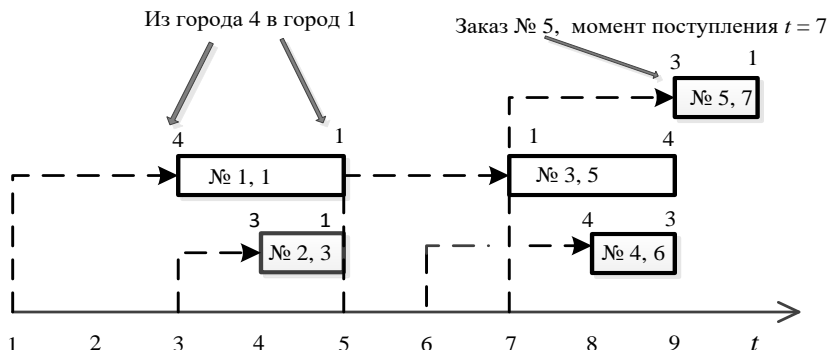 Из города 4 в город 1
Заказ № 5, момент поступления t = 7
3 1
№ 5, 7
4 1 1 4
№ 1, 1 № 3, 5
3 1 4 3
№ 2, 3 № 4, 6
1 2 3 4 5 6 7 8 9 t